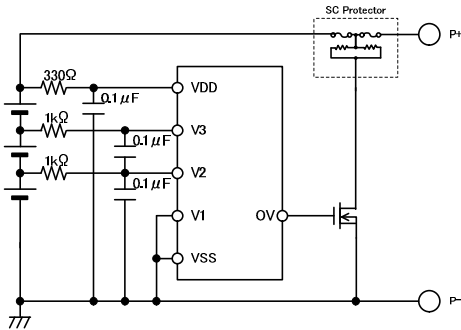 SC Protector
P+
330Ω
VDD
0.1μF
1kΩ
V3
0.1μF
1kΩ
V2
0.1μF
V1
OV
VSS
P-